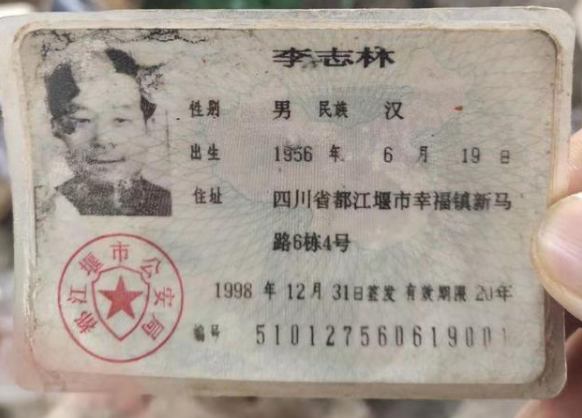 李志林
性别 男 民族 汉
出生 1956 年 6 月 19 日
住址 四川省都江堰市幸福镇新马
路6栋4号
都江堰市公安局
1998 年 12 月 31日签发 有效期限 20年
编号 510127560619001